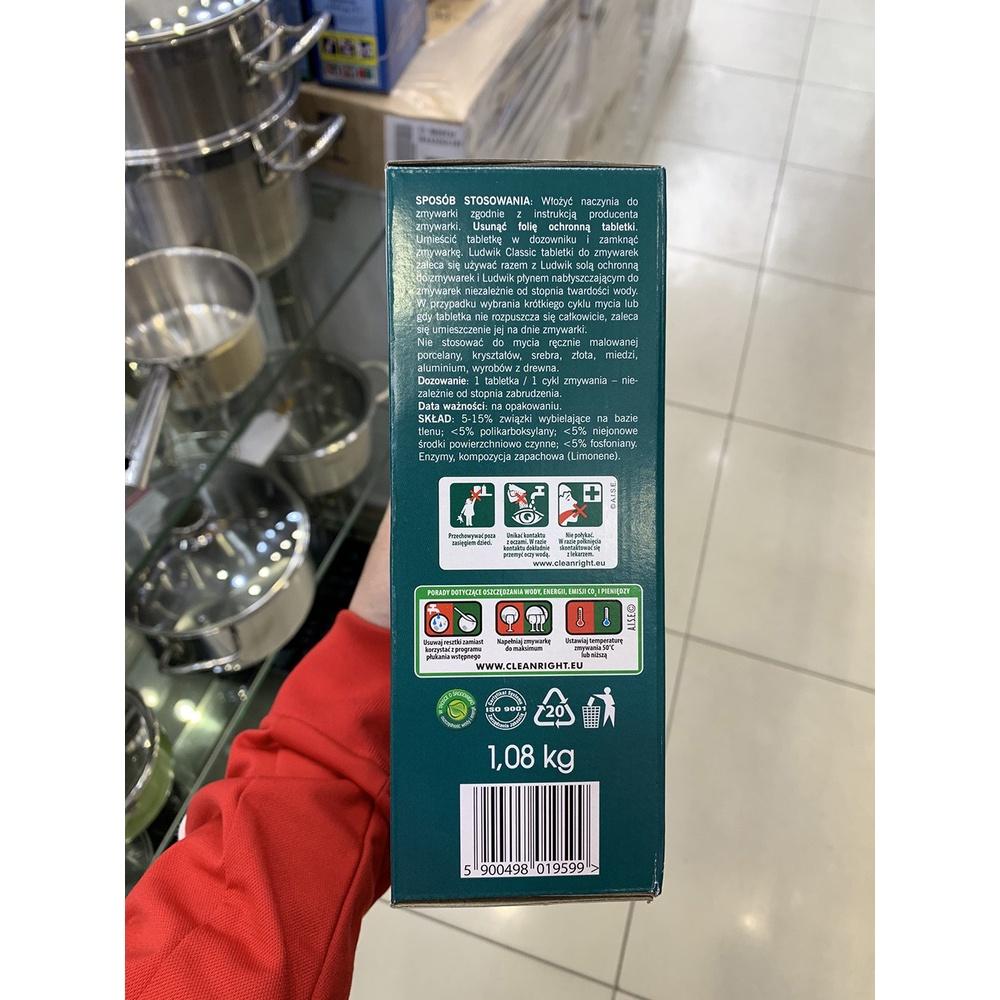 SPOSÓB STOSOWANIA: Włożyć naczynia do
zmywarki zgodnie z instrukcją producenta
zmywarki. Usunąć folię ochronną tabletki.
Umieścić tabletkę w dozowniku i zamknąć
zmywarkę. Ludwik Classic tabletki do zmywarek
zaleca się używać razem z Ludwik solą ochronną
do zmywarek i Ludwik płynem nabłyszczającym do
zmywarek niezależnie od stopnia twardości wody.
W przypadku wybrania krótkiego cyklu mycia lub
gdy tabletka nie rozpuszcza się całkowicie, zaleca
się umieszczenie jej na dnie zmywarki.
Nie stosować do mycia ręcznie malowanej
porcelany, kryształów, srebra, złota, miedzi,
aluminium, wyrobów z drewna.
Dozowanie: 1 tabletka / 1 cykl zmywania – nie-
zależnie od stopnia zabrudzenia.
Data ważności: na opakowaniu.
SKŁAD: 5-15% związki wybielające na bazie
tlenu; <5% polikarboksylany; <5% niejonowe
środki powierzchniowo czynne; <5% fosfoniany.
Enzymy, kompozycja zapachowa (Limonene).
© A.I.S.E.
Przechowywać poza
zasięgiem dzieci.
Unikać kontaktu
z oczami. W razie
kontaktu dokładnie
przemyć oczy wodą.
Nie połykać.
W razie połknięcia
skontaktować się
z lekarzem.
www.cleanright.eu
PORADY DOTYCZĄCE OSZCZĘDZANIA WODY, ENERGII, EMISJI CO2 I PIENIĘDZY
A.I.S.E.©
Usuwaj resztki zamiast
korzystać z programu
płukania wstępnego
Napełniaj zmywarkę
do maksimum
Ustawiaj temperaturę
zmywania 50°C
lub niższą
WWW.CLEANRIGHT.EU
W TROSCE O ŚRODOWISKO
Certyfikat Systemu
ISO 9001
Zarządzania Jakością
20
1,08 kg
5 900498 019599 >